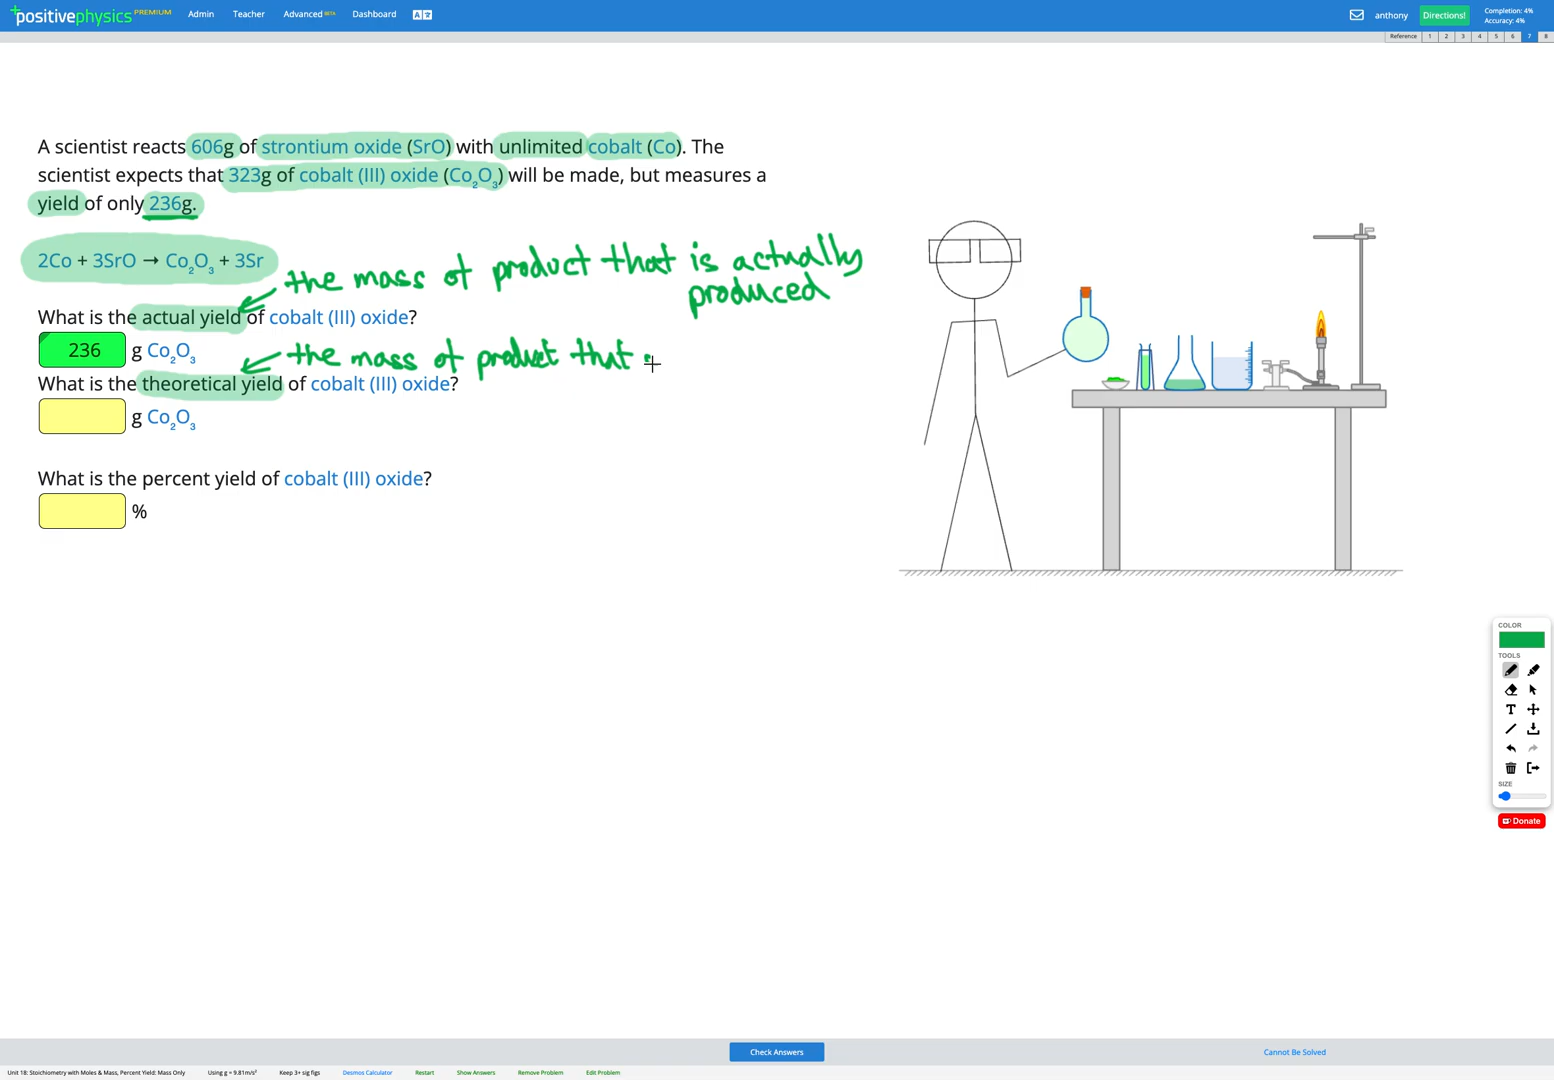 +positivephysics PREMIUM Admin Teacher Advanced BETA Dashboard A anthony Directions! Completion: 4%
Accuracy: 4%
Reference 1 2 3 4 5 6 7 8
A scientist reacts 606g of strontium oxide (SrO) with unlimited cobalt (Co). The
scientist expects that 323g of cobalt (III) oxide (Co₂O₃) will be made, but measures a
yield of only 236g.
2Co + 3SrO → Co₂O₃ + 3Sr
the mass of product that is actually
produced
What is the actual yield of cobalt (III) oxide?
236 g Co₂O₃
the mass of product that
What is the theoretical yield of cobalt (III) oxide?
g Co₂O₃
What is the percent yield of cobalt (III) oxide?
%
COLOR
TOOLS
T
SIZE
Donate
Check Answers Cannot Be Solved
Unit 18: Stoichiometry with Moles & Mass, Percent Yield: Mass Only Using g = 9.81m/s² Keep 3+ sig figs Desmos Calculator Restart Show Answers Remove Problem Edit Problem